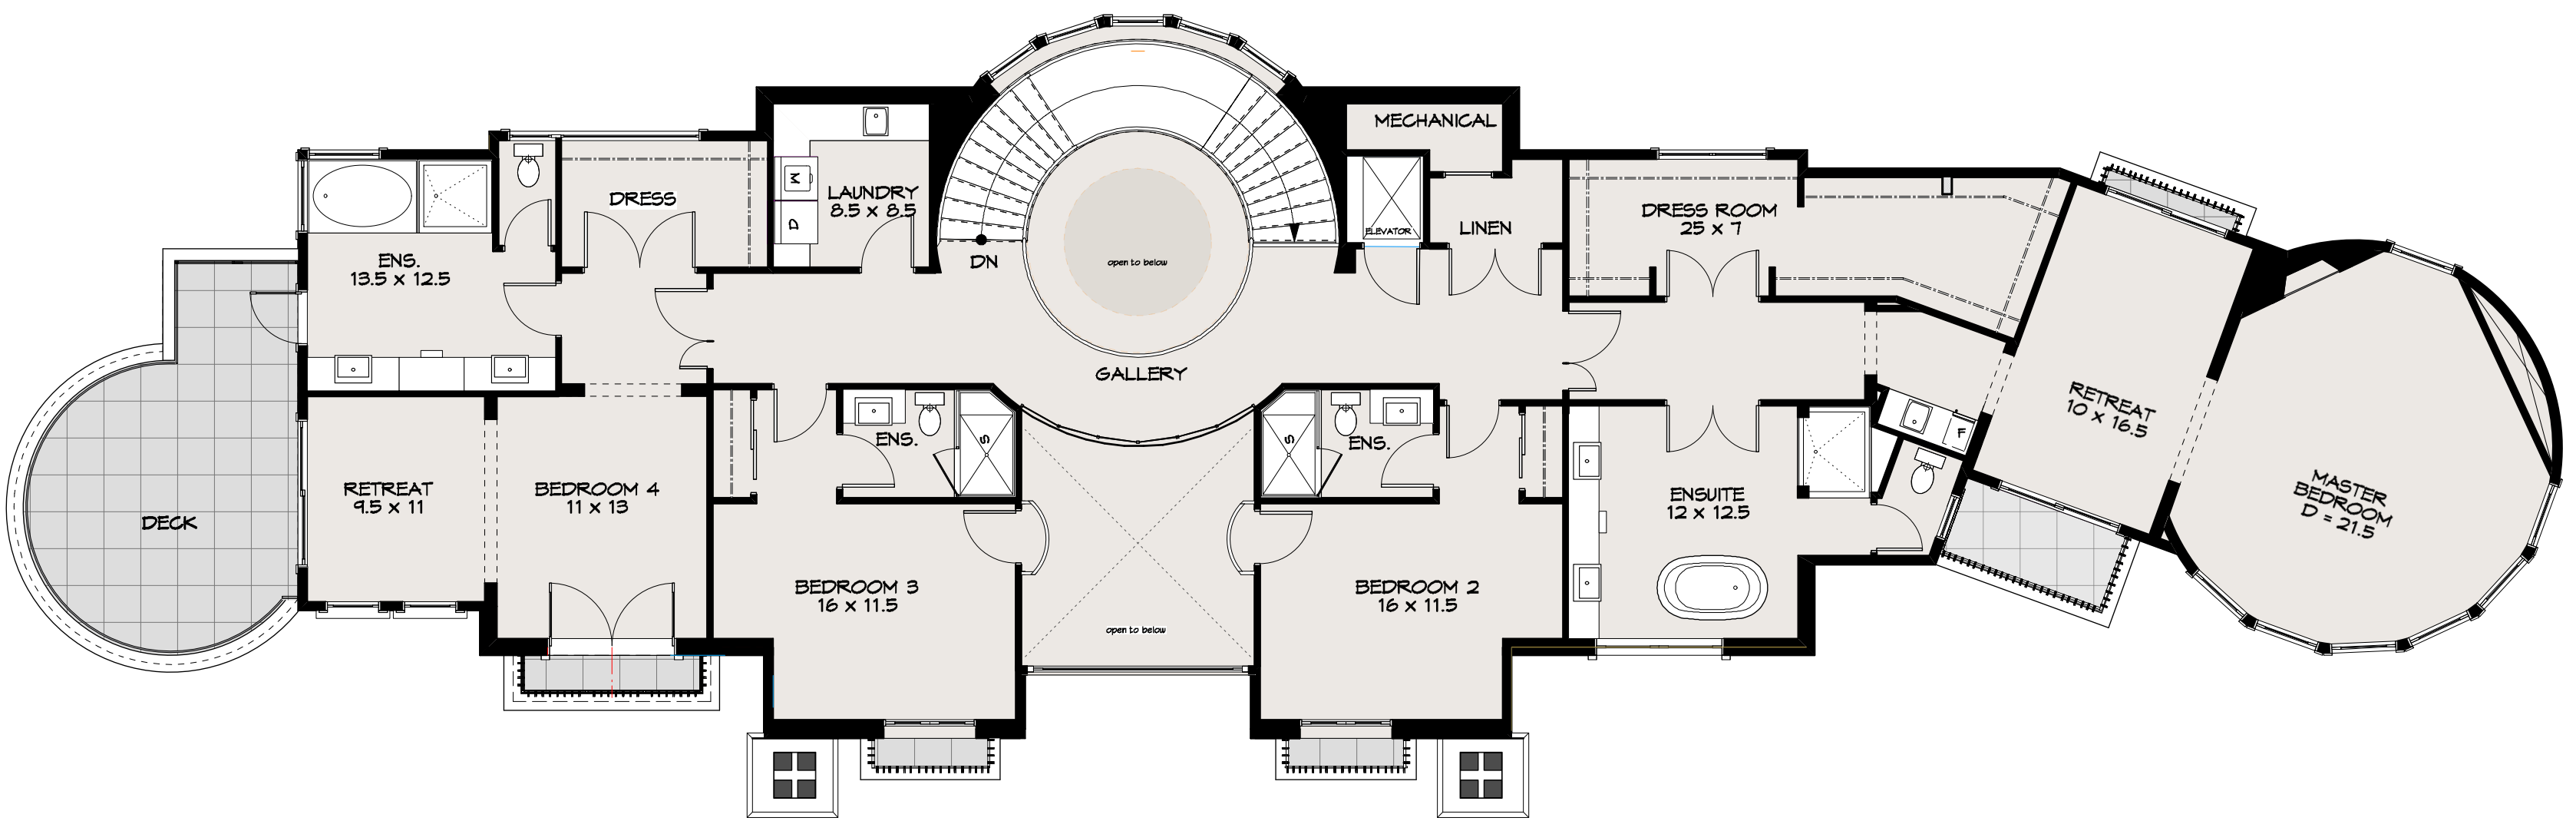 MECHANICAL
DRESS
LAUNDRY
8.5 x 8.5
M
D
ELEVATOR
LINEN
DRESS ROOM
25 x 7
ENS.
13.5 x 12.5
DN
open to below
GALLERY
RETREAT
10 x 16.5
F
ENS.
S
S
ENS.
RETREAT
9.5 x 11
BEDROOM 4
11 x 13
DECK
ENSUITE
12 x 12.5
MASTER
BEDROOM
D = 21.5
BEDROOM 3
16 x 11.5
BEDROOM 2
16 x 11.5
open to below